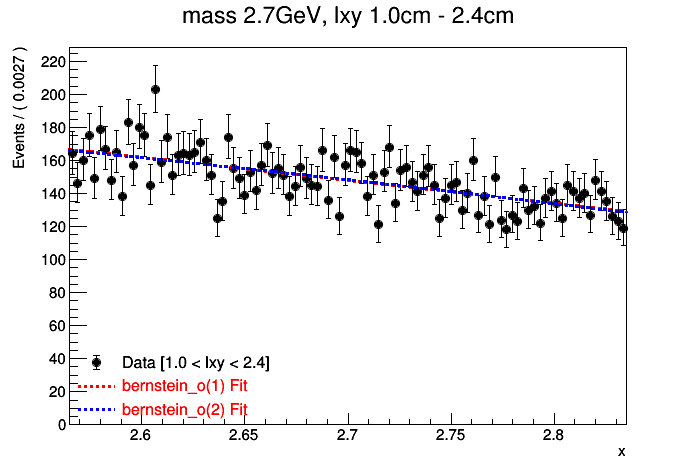 mass 2.7GeV, lxy 1.0cm - 2.4cm
Events / ( 0.0027 )
220
200
180
160
140
120
100
80
60
40
20
0
Data [1.0 < lxy < 2.4]
bernstein_o(1) Fit
bernstein_o(2) Fit
2.6
2.65
2.7
2.75
2.8
x